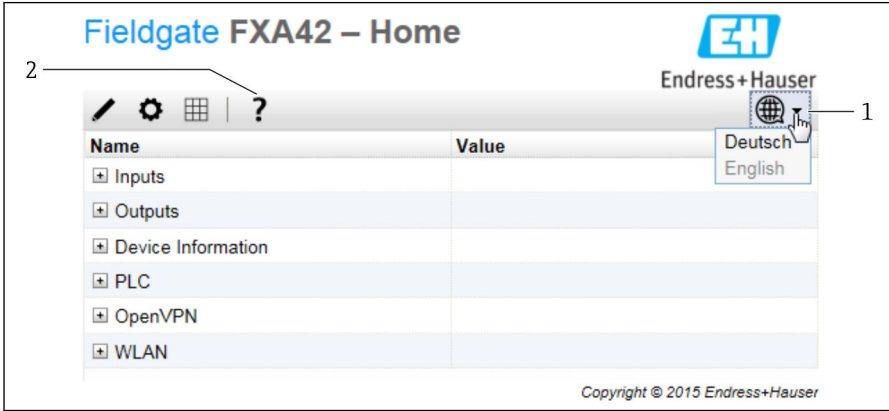 Fieldgate FXA42 – Home
EH
Endress+Hauser
2
?
1
Name Value
Deutsch
English
Inputs
Outputs
Device Information
PLC
OpenVPN
WLAN
Copyright © 2015 Endress+Hauser